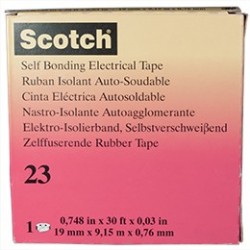 Scotch
Self Bonding Electrical Tape
Ruban Isolant Auto-Soudable
Cinta Eléctrica Autosoldable
Nastro-Isolante Autoagglomerante
Elektro-Isolierband, Selbstverschweißend
Zelffuserende Rubber Tape
23
1
0,748 in x 30 ft x 0,03 in
19 mm x 9,15 m x 0,76 mm